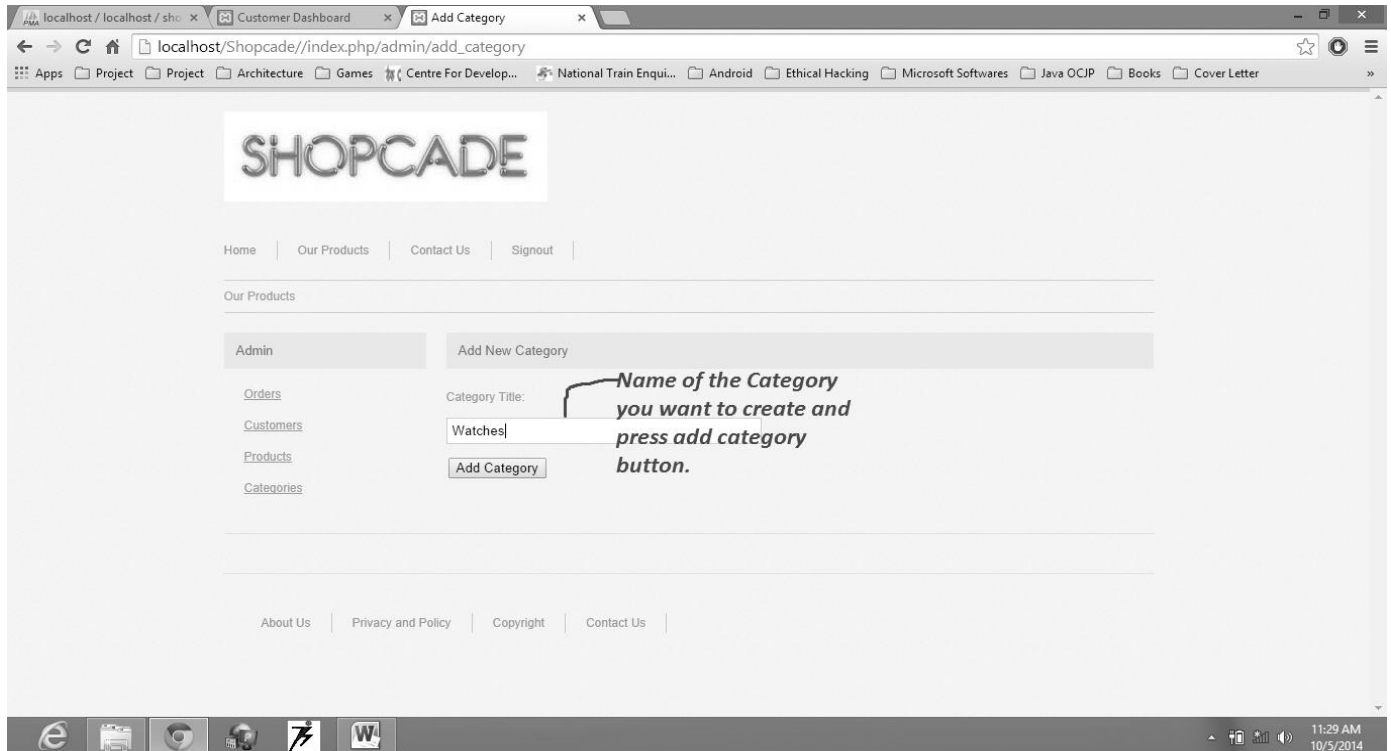 localhost / localhost / sho
Customer Dashboard
Add Category
localhost/Shopcade//index.php/admin/add_category
Apps
Project
Project
Architecture
Games
Centre For Develop...
National Train Enqui...
Android
Ethical Hacking
Microsoft Softwares
Java OCJP
Books
Cover Letter
»
SHOPCADE
Home
Our Products
Contact Us
Signout
Our Products
Admin
Orders
Customers
Products
Categories
Add New Category
Category Title:
Watches
Add Category
Name of the Category
you want to create and
press add category
button.
About Us
Privacy and Policy
Copyright
Contact Us
11:29 AM
10/5/2014